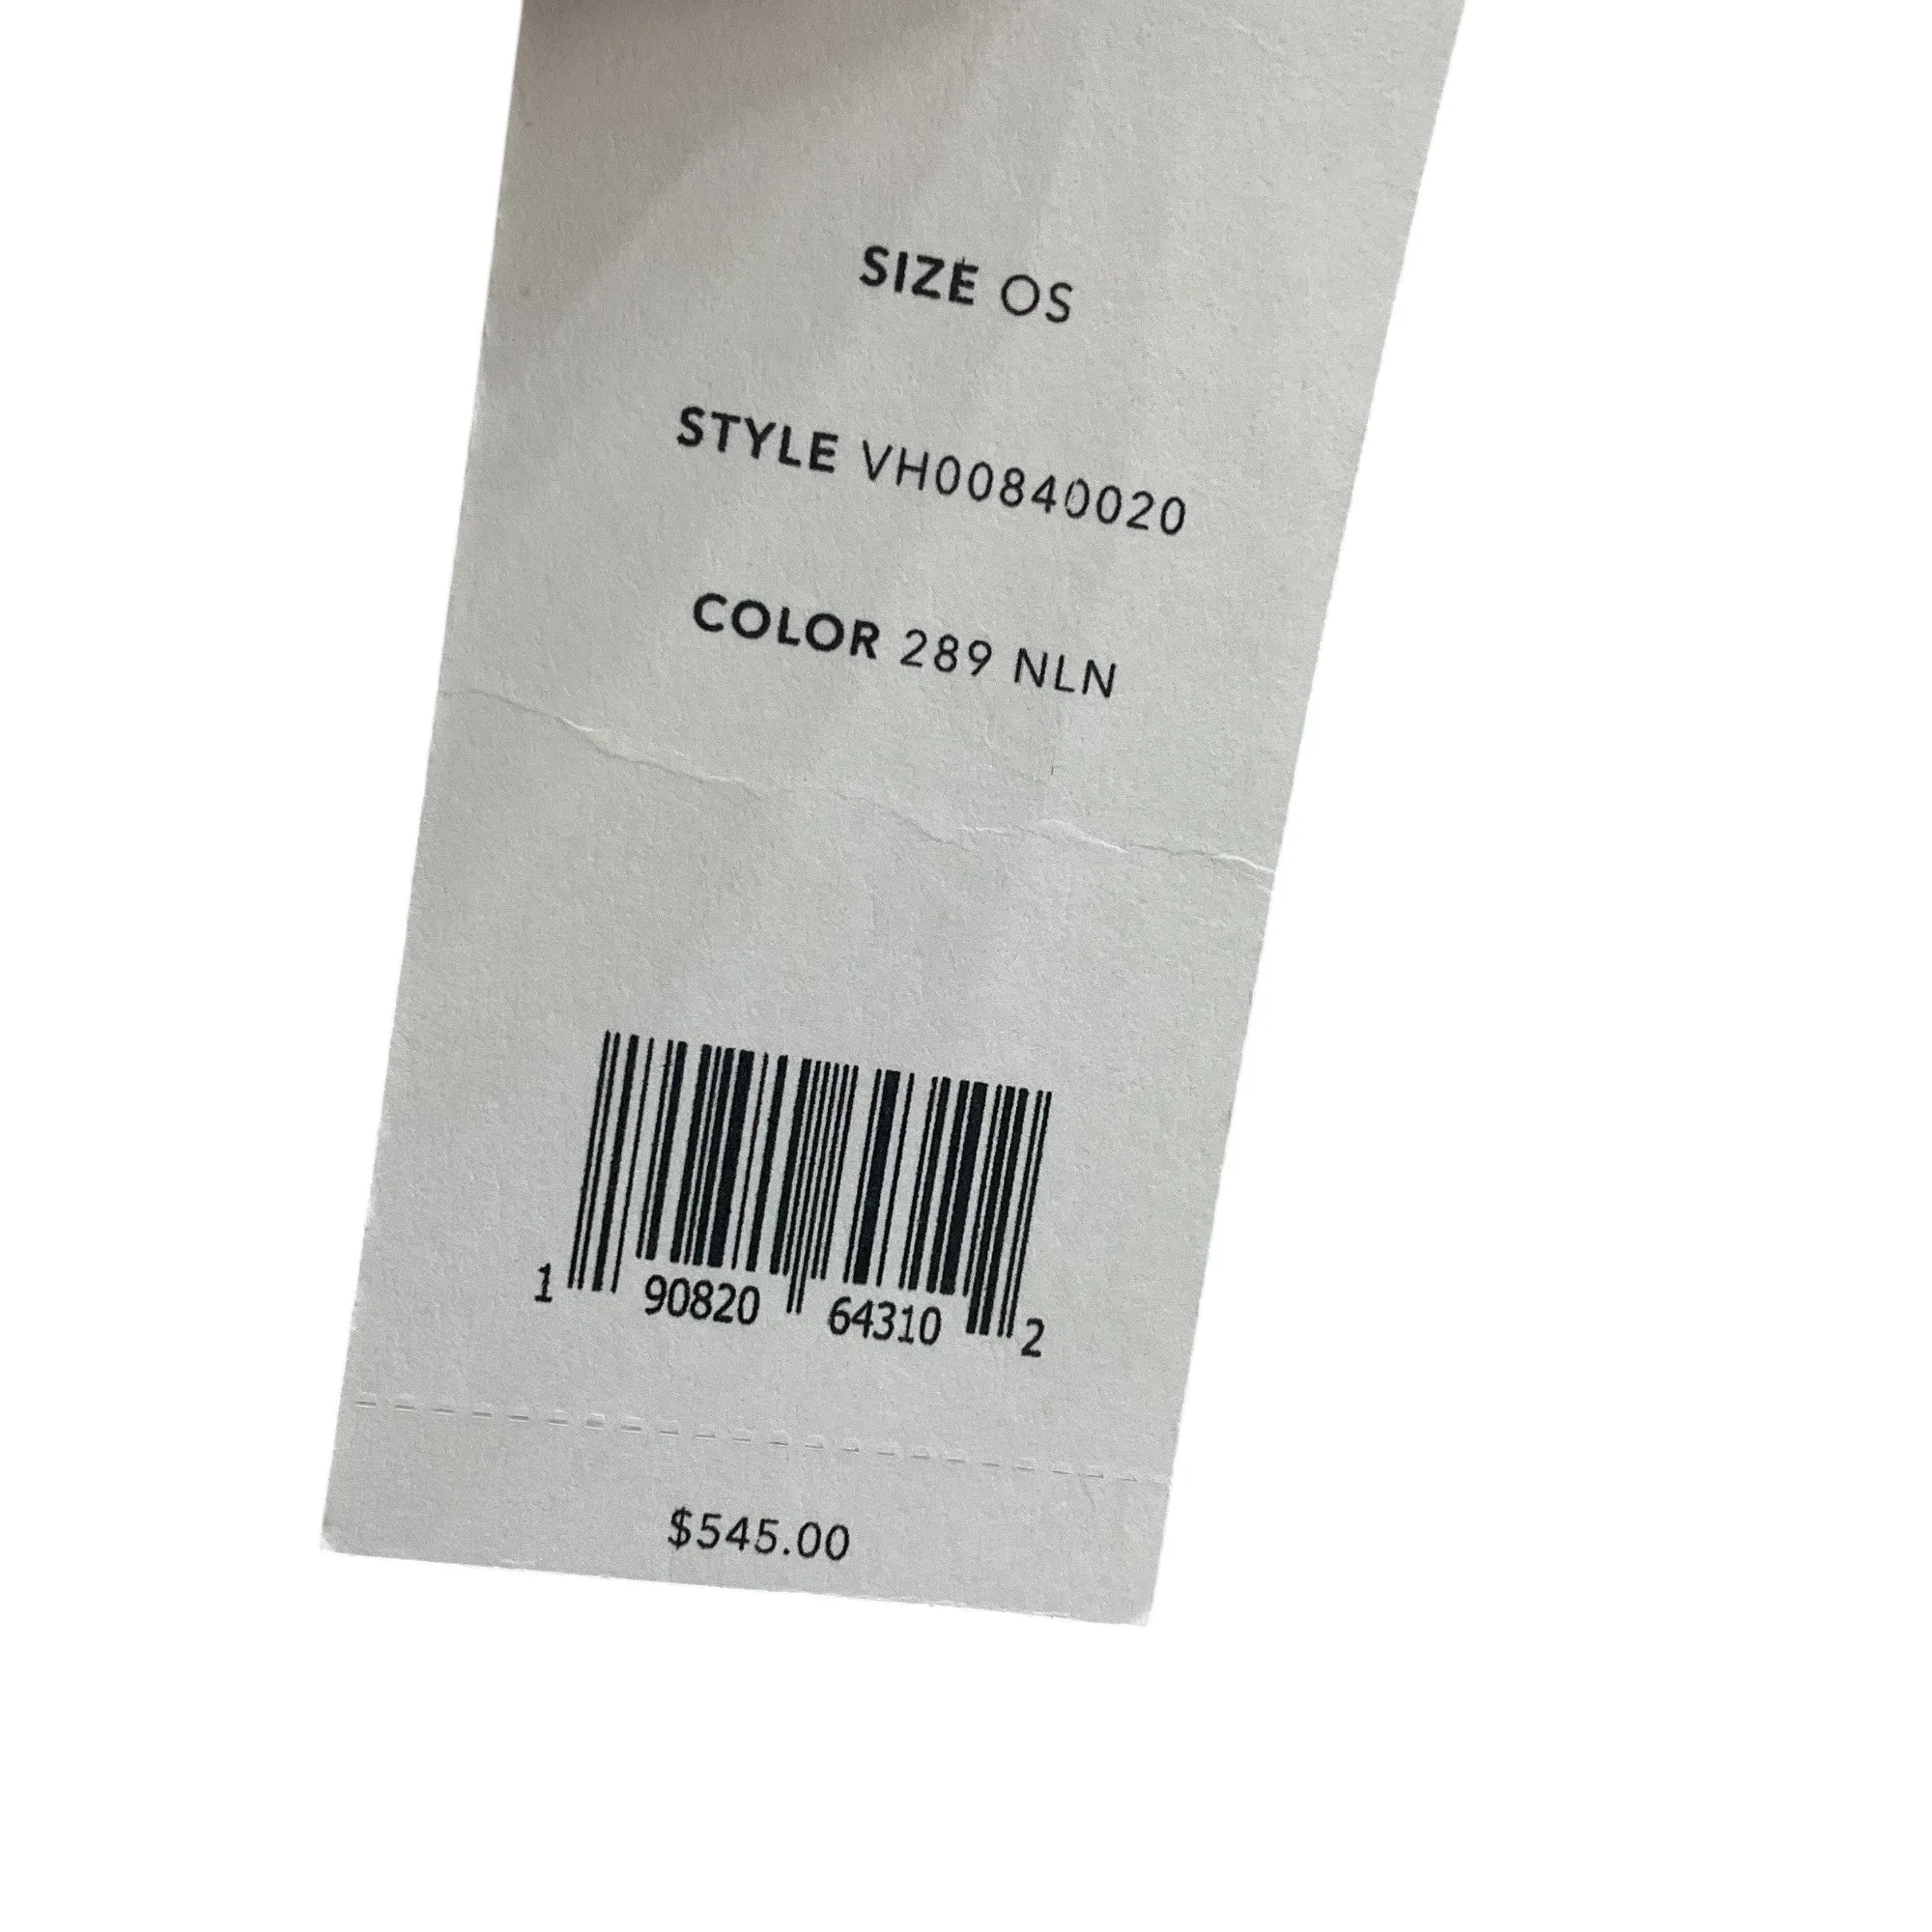 SIZE OS
STYLE VH00840020
COLOR 289 NLN
1 90820 64310 2
$545.00